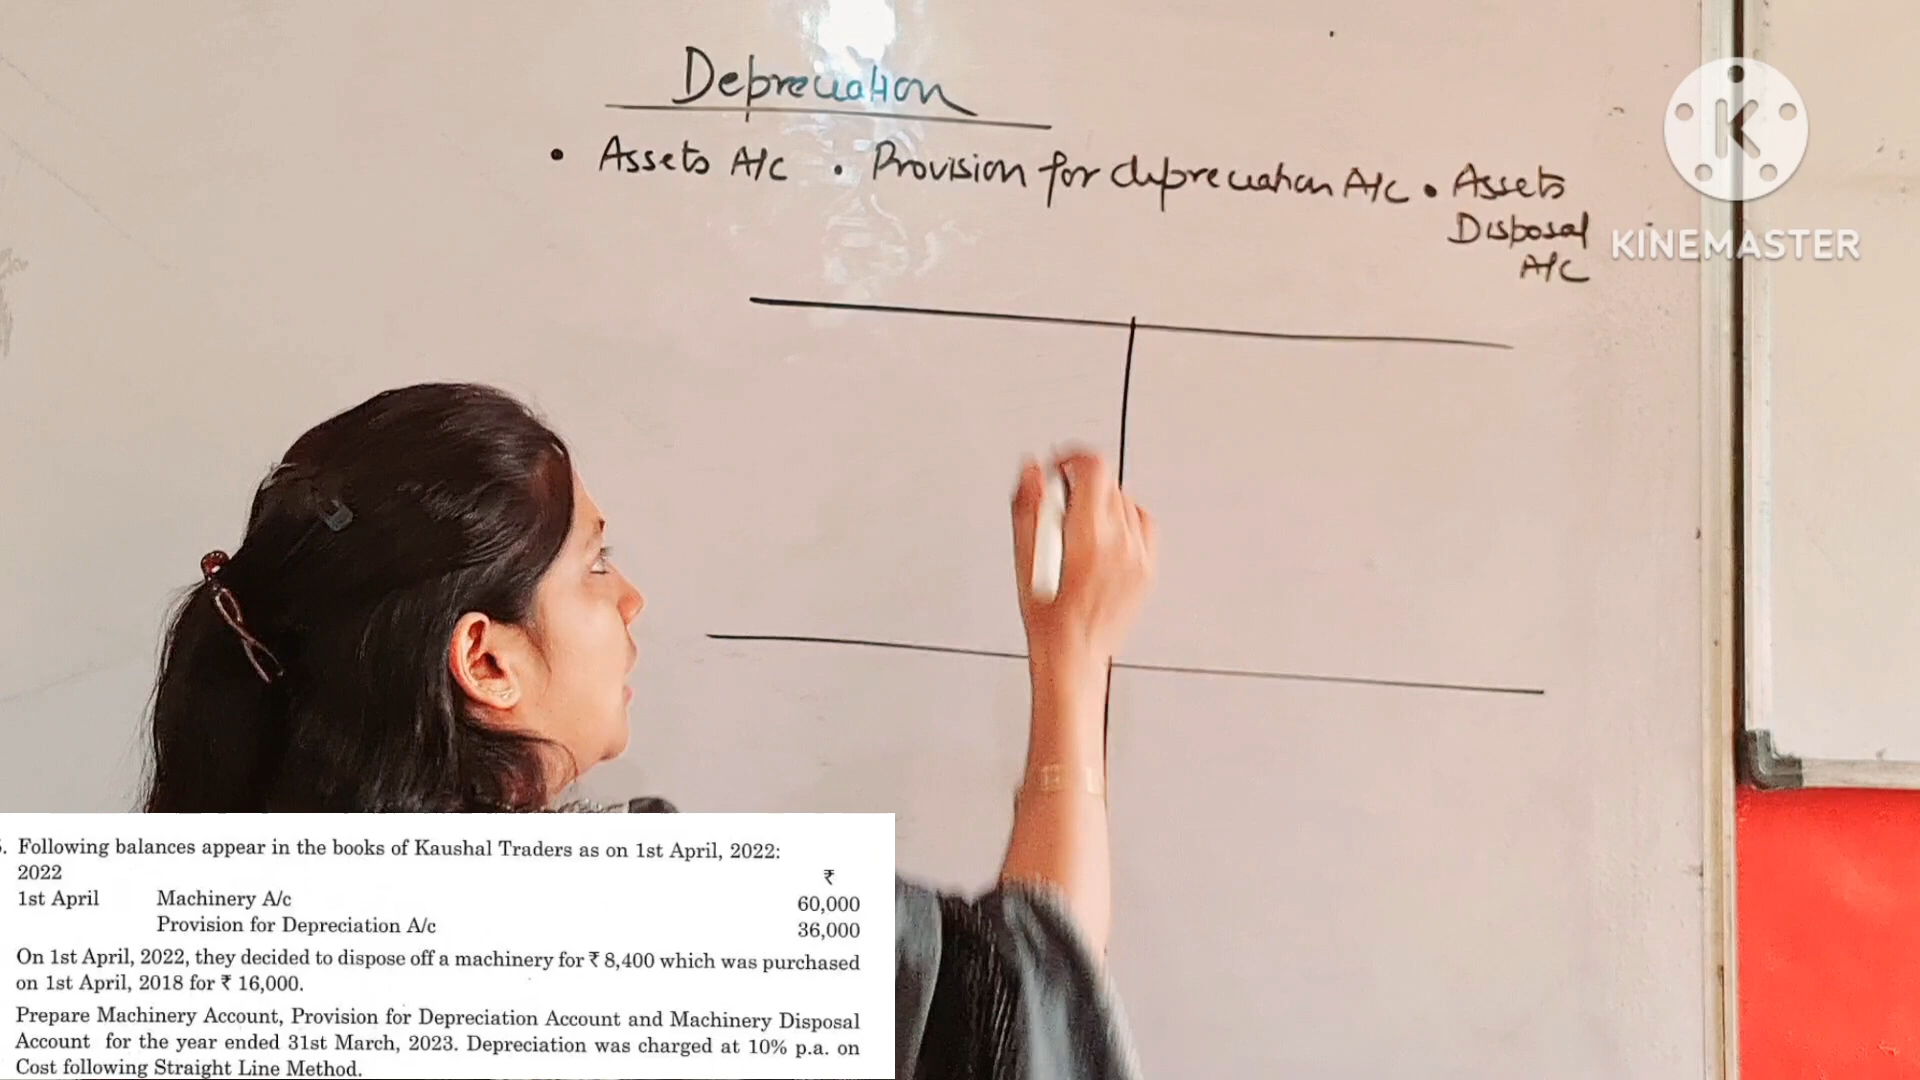 Depreciation
• Assets A/C • Provision for depreciation A/C • Assets
Disposal
A/C
K
KINEMASTER
. Following balances appear in the books of Kaushal Traders as on 1st April, 2022:
2022 ₹
1st April Machinery A/c 60,000
Provision for Depreciation A/c 36,000
On 1st April, 2022, they decided to dispose off a machinery for ₹ 8,400 which was purchased
on 1st April, 2018 for ₹ 16,000.
Prepare Machinery Account, Provision for Depreciation Account and Machinery Disposal
Account for the year ended 31st March, 2023. Depreciation was charged at 10% p.a. on
Cost following Straight Line Method.